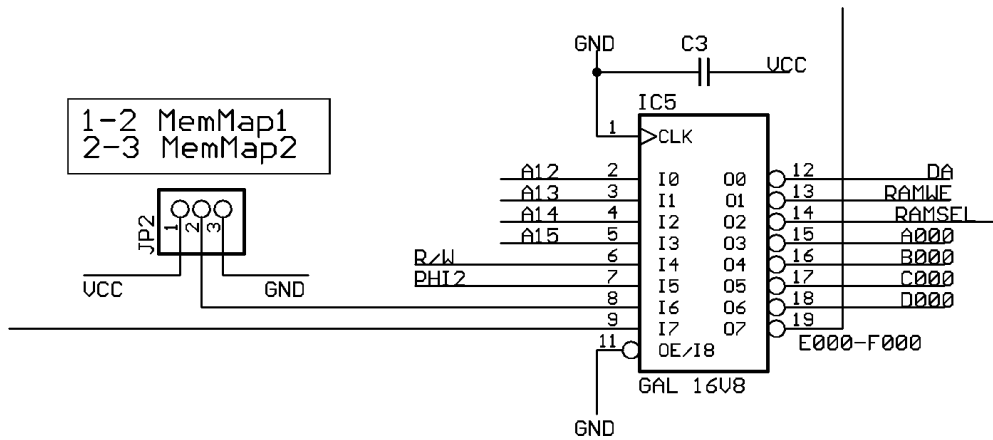 GND
C3
VCC
IC5
1-2 MemMap1
2-3 MemMap2
1
CLK
A12 2 I0 O0 12 DA
A13 3 I1 O1 13 RAMWE
A14 4 I2 O2 14 RAMSEL
A15 5 I3 O3 15 A000
R/W 6 I4 O4 16 B000
PHI2 7 I5 O5 17 C000
8 I6 O6 18 D000
9 I7 O7 19
11 OE/I8
E000-F000
JP2
1 2 3
VCC
GND
GAL 16V8
GND